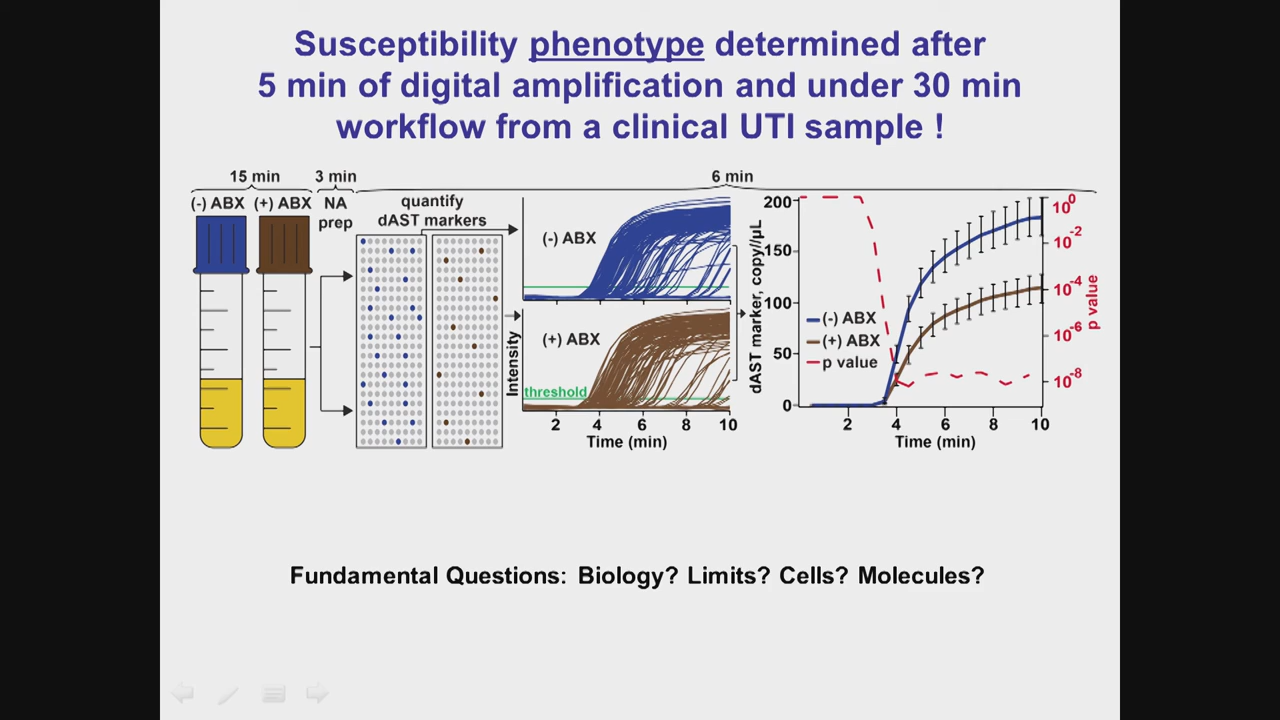 Susceptibility phenotype determined after
5 min of digital amplification and under 30 min
workflow from a clinical UTI sample !
15 min
3 min
6 min
(-) ABX
(+) ABX
NA
prep
quantify
dAST markers
(-) ABX
(+) ABX
threshold
Intensity
2
4
6
8
10
Time (min)
dAST marker, copy//µL
200
150
100
50
0
(-) ABX
(+) ABX
p value
2
4
6
8
10
Time (min)
10⁰
10⁻²
10⁻⁴
10⁻⁶
10⁻⁸
p value
Fundamental Questions: Biology? Limits? Cells? Molecules?